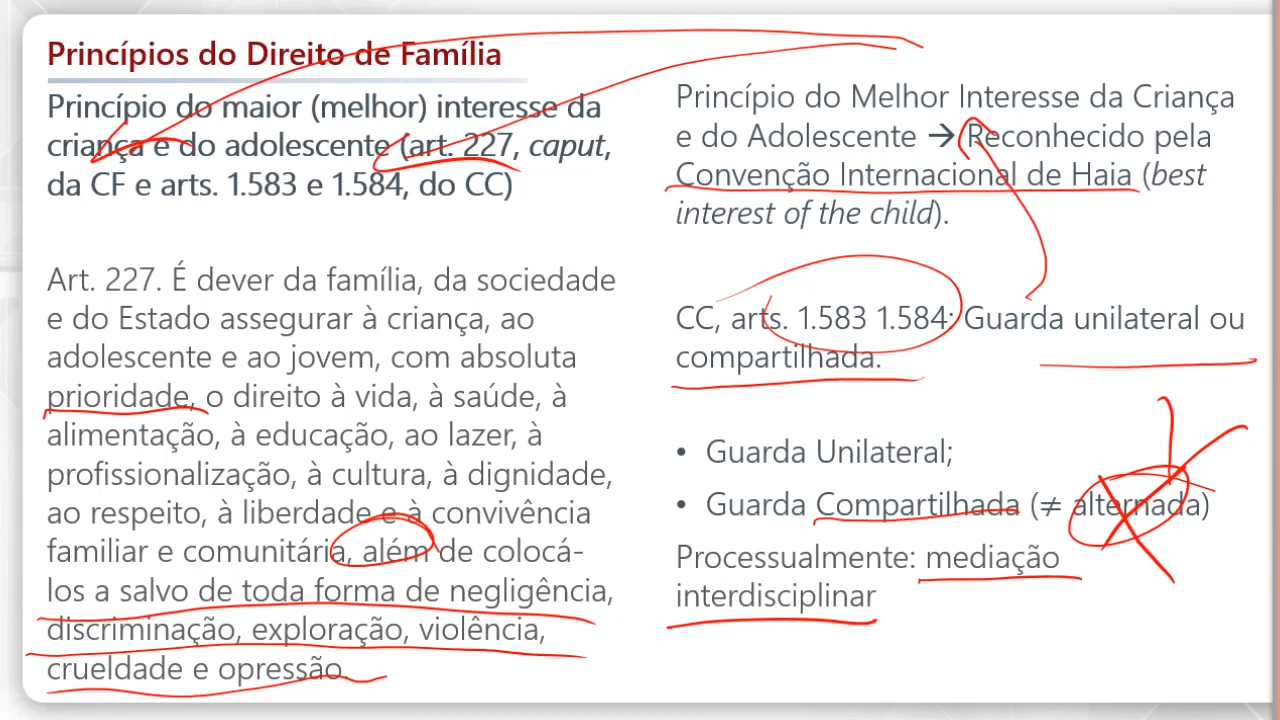 Princípios do Direito de Família
Princípio do maior (melhor) interesse da
criança e do adolescente (art. 227, caput,
da CF e arts. 1.583 e 1.584, do CC)
Art. 227. É dever da família, da sociedade
e do Estado assegurar à criança, ao
adolescente e ao jovem, com absoluta
prioridade, o direito à vida, à saúde, à
alimentação, à educação, ao lazer, à
profissionalização, à cultura, à dignidade,
ao respeito, à liberdade e à convivência
familiar e comunitária, além de colocá-
los a salvo de toda forma de negligência,
discriminação, exploração, violência,
crueldade e opressão.
Princípio do Melhor Interesse da Criança
e do Adolescente → Reconhecido pela
Convenção Internacional de Haia (best
interest of the child).
CC, arts. 1.583 1.584: Guarda unilateral ou
compartilhada.
• Guarda Unilateral;
• Guarda Compartilhada (≠ alternada)
Processualmente: mediação
interdisciplinar